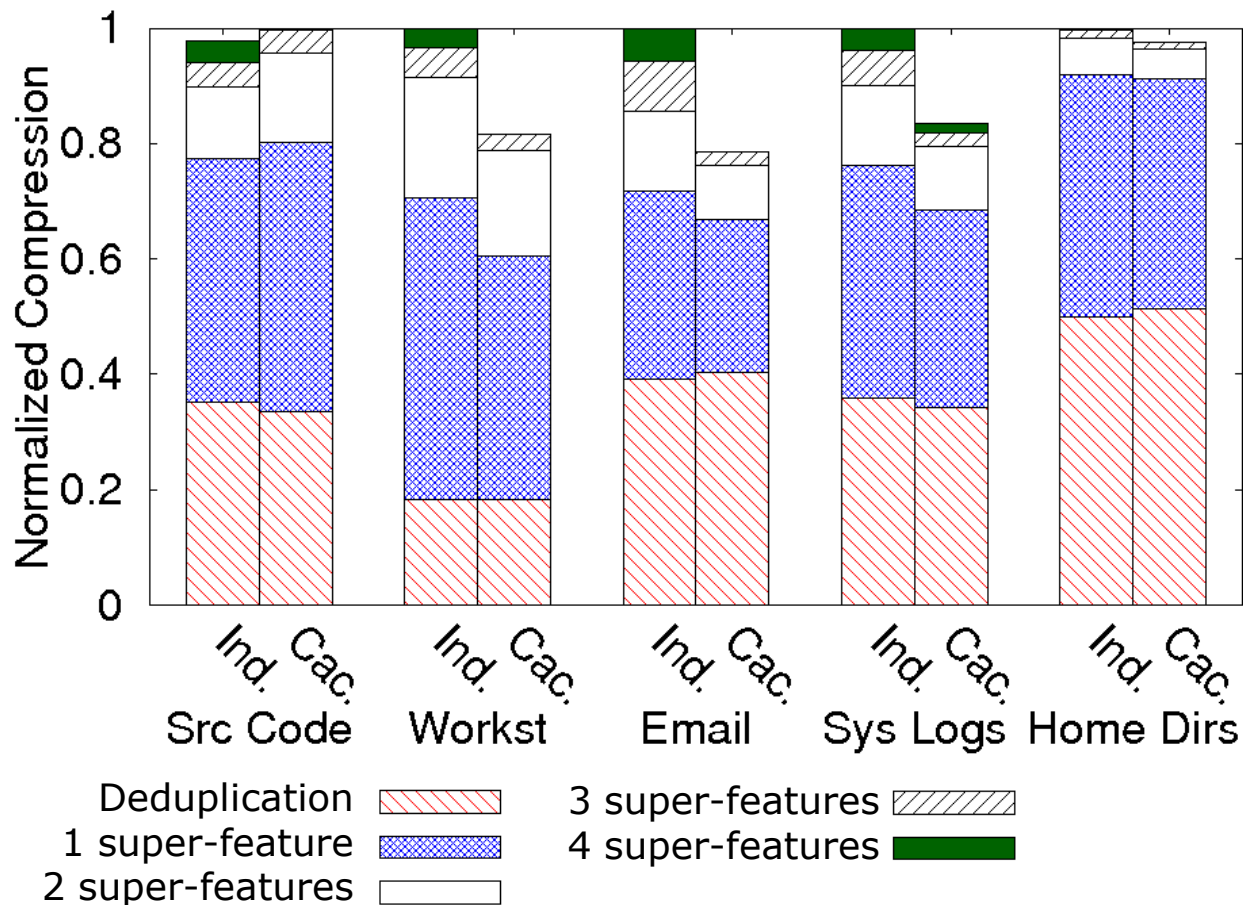 Normalized Compression
1
0.8
0.6
0.4
0.2
0
Ind. Cac. Ind. Cac. Ind. Cac. Ind. Cac. Ind. Cac.
Src Code Workst Email Sys Logs Home Dirs
Deduplication
1 super-feature
2 super-features
3 super-features
4 super-features